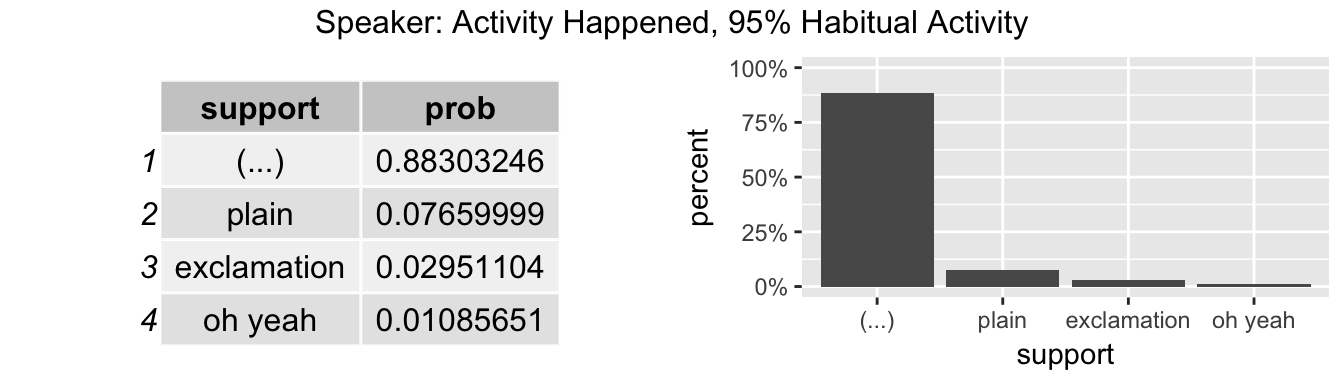 Speaker: Activity Happened, 95% Habitual Activity
support prob
1 (...) 0.88303246
2 plain 0.07659999
3 exclamation 0.02951104
4 oh yeah 0.01085651
percent
100%
75%
50%
25%
0%
(...) plain exclamation oh yeah
support